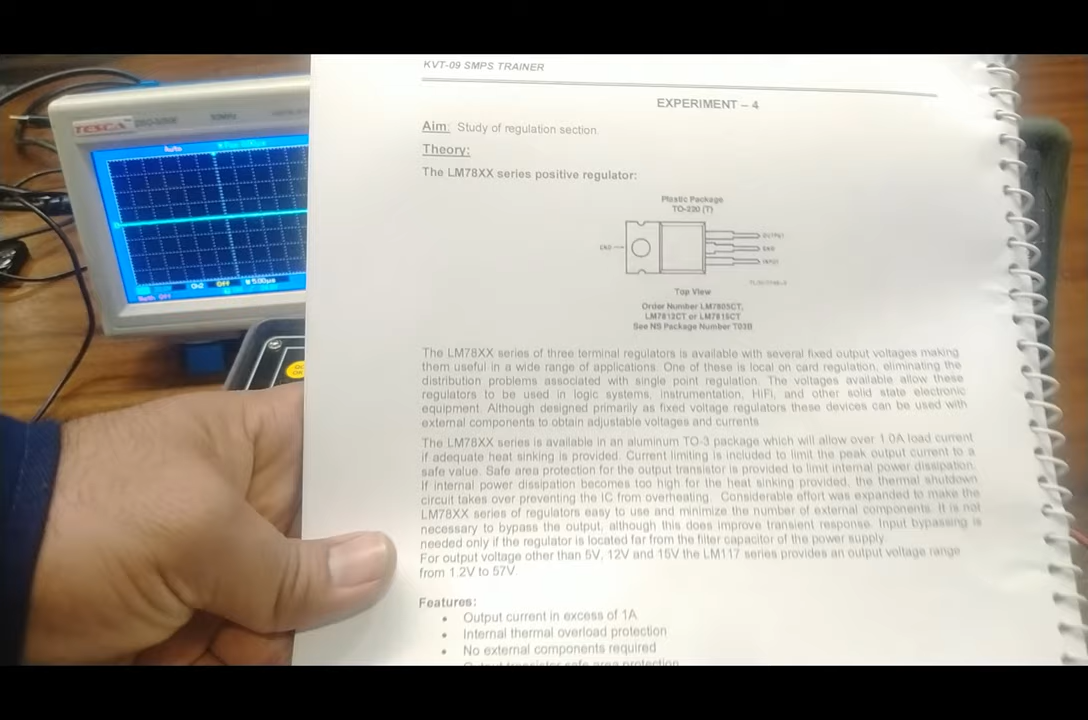 KVT-09 SMPS TRAINER
EXPERIMENT – 4
Aim: Study of regulation section.
Theory:
The LM78XX series positive regulator:
Plastic Package
TO-220 (T)
OUTPUT
GND
GND
INPUT
Top View
Order Number LM7805CT,
LM7812CT or LM7815CT
See NS Package Number T03B
The LM78XX series of three terminal regulators is available with several fixed output voltages making
them useful in a wide range of applications. One of these is local on card regulation, eliminating the
distribution problems associated with single point regulation. The voltages available allow these
regulators to be used in logic systems, instrumentation, HiFi, and other solid state electronic
equipment. Although designed primarily as fixed voltage regulators these devices can be used with
external components to obtain adjustable voltages and currents
The LM78XX series is available in an aluminum TO-3 package which will allow over 1.0A load current
if adequate heat sinking is provided. Current limiting is included to limit the peak output current to a
safe value. Safe area protection for the output transistor is provided to limit internal power dissipation.
If internal power dissipation becomes too high for the heat sinking provided, the thermal shutdown
circuit takes over preventing the IC from overheating. Considerable effort was expanded to make the
LM78XX series of regulators easy to use and minimize the number of external components. It is not
necessary to bypass the output, although this does improve transient response. Input bypassing is
needed only if the regulator is located far from the filter capacitor of the power supply
For output voltage other than 5V, 12V and 15V the LM117 series provides an output voltage range
from 1.2V to 57V
Features:
• Output current in excess of 1A
• Internal thermal overload protection
• No external components required
• Output transistor safe area protection
TESCA
Auto
CH2 OFF M 5.00µs